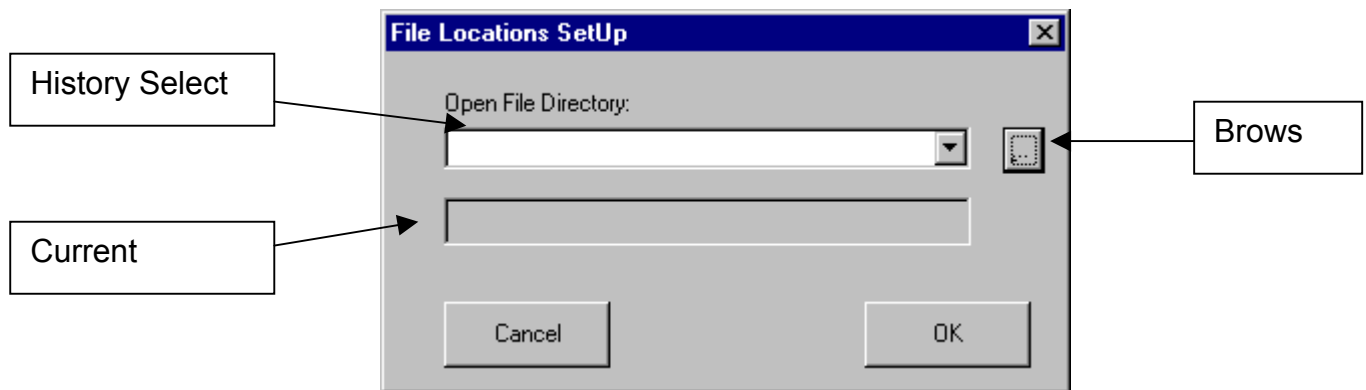 File Locations SetUp
History Select
Open File Directory:
Brows
...
Current
Cancel
OK